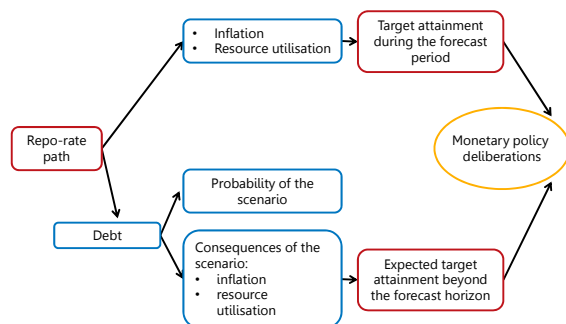 • Inflation
• Resource utilisation
Target attainment
during the forecast
period
Repo-rate
path
Monetary policy
deliberations
Probability of the
scenario
Debt
Consequences of the
scenario:
• inflation
• resource
utilisation
Expected target
attainment beyond
the forecast horizon